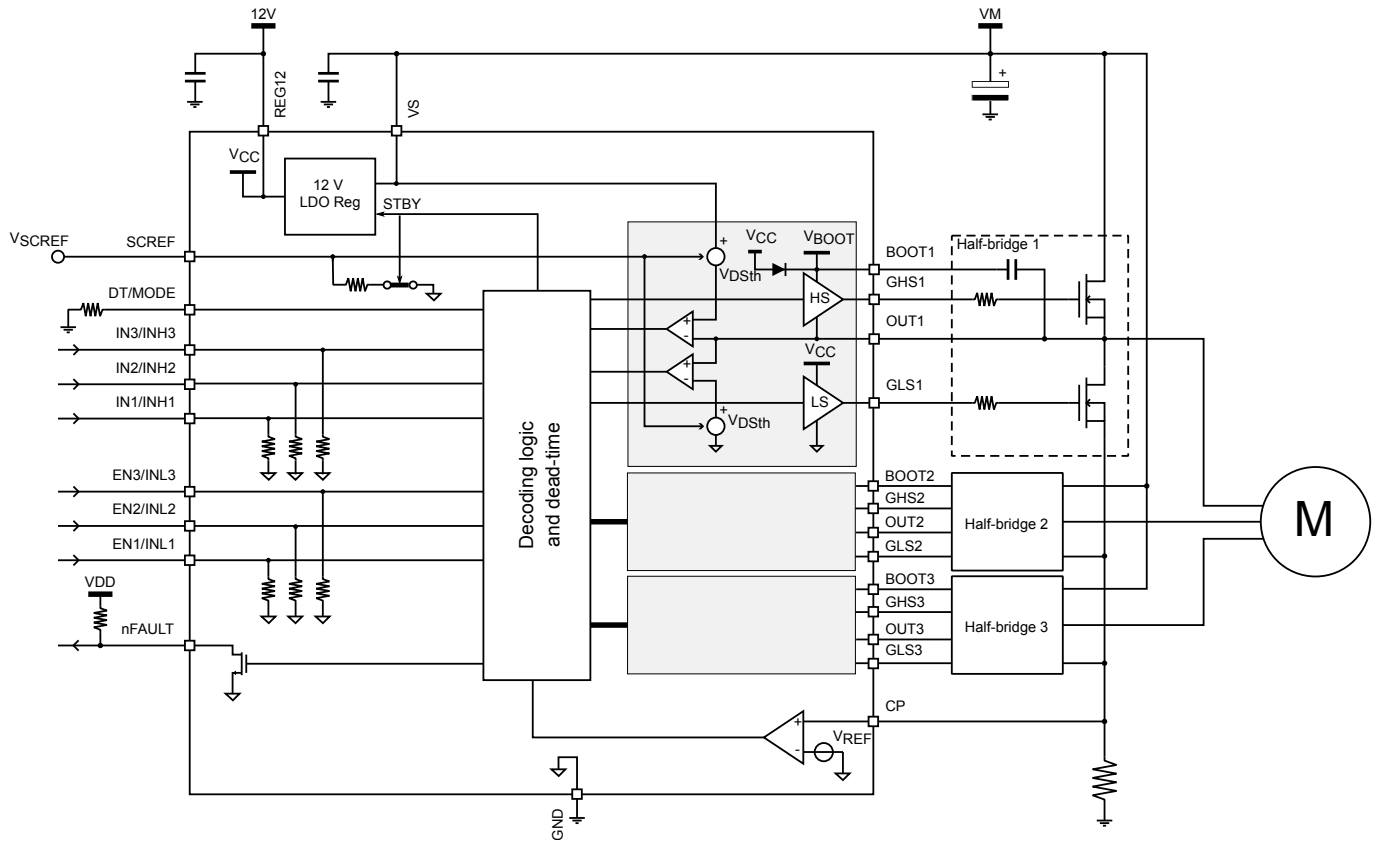 12V
VM
REG12
VS
VCC
12 V
LDO Reg
STBY
VSCREF
SCREF
DT/MODE
IN3/INH3
IN2/INH2
IN1/INH1
EN3/INL3
EN2/INL2
EN1/INL1
VDD
nFAULT
Decoding logic
and dead-time
+
VDSth
+
-
+
-
+
VDSth
VCC
VBOOT
HS
VCC
LS
BOOT1
GHS1
OUT1
GLS1
Half-bridge 1
+
BOOT2
GHS2
OUT2
GLS2
Half-bridge 2
BOOT3
GHS3
OUT3
GLS3
Half-bridge 3
M
CP
+
-
VREF
GND